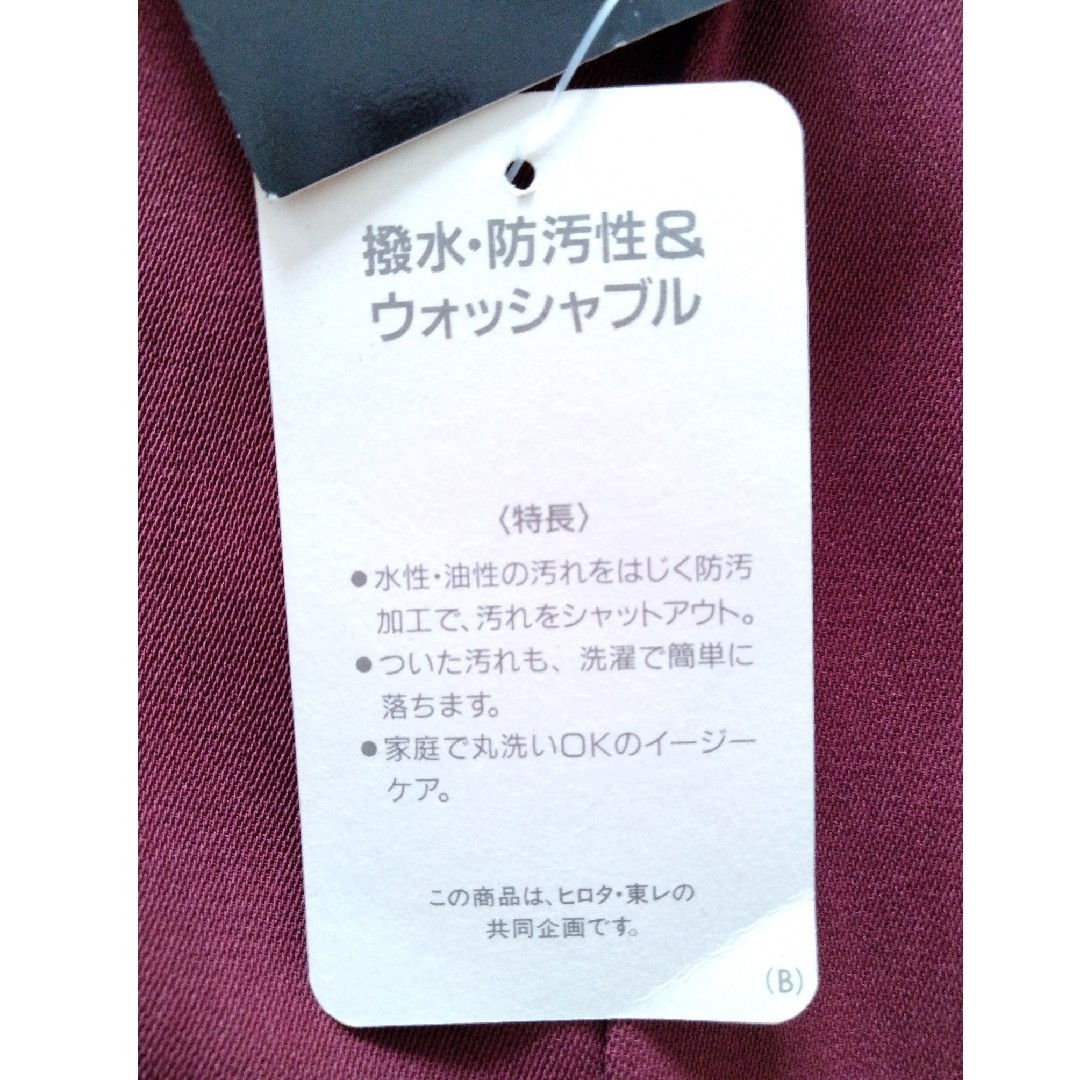 撥水・防汚性&
ウォッシャブル
〈特長〉
●水性・油性の汚れをはじく防汚
加工で、汚れをシャットアウト。
●ついた汚れも、洗濯で簡単に
落ちます。
●家庭で丸洗いOKのイージー
ケア。
この商品は、ヒロタ・東レの
共同企画です。
(B)